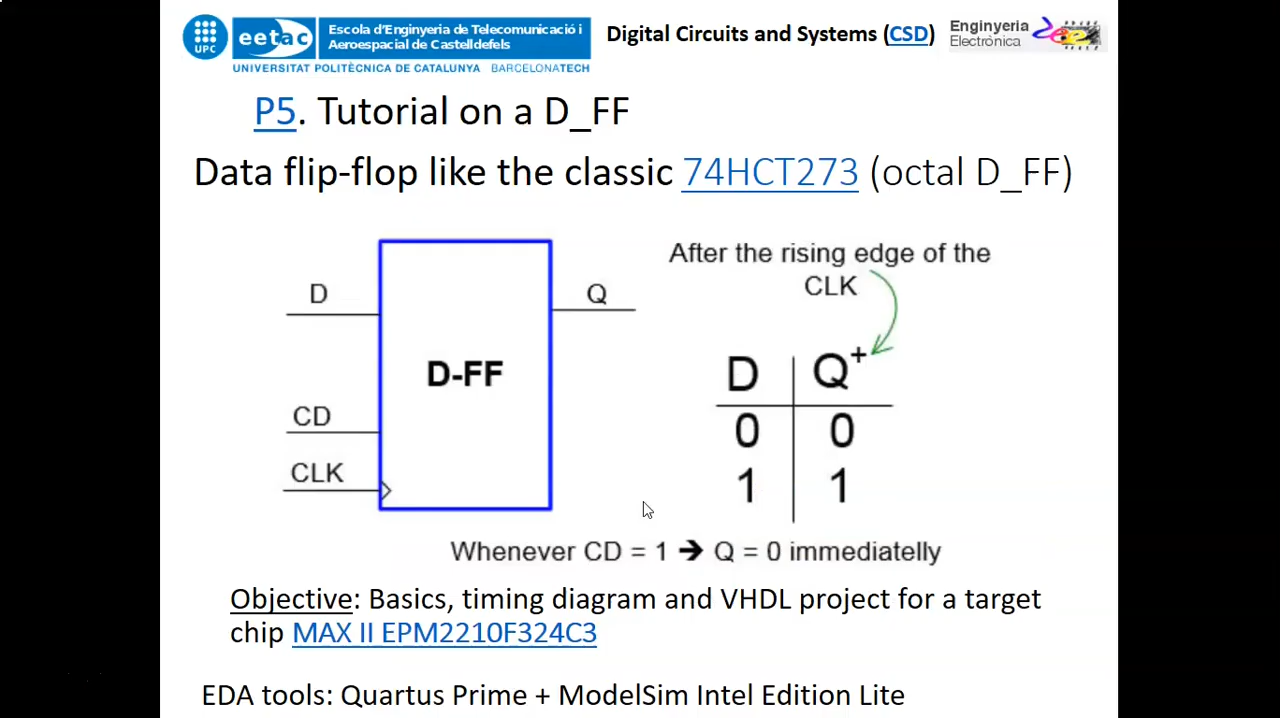 UPC
eetac
Escola d'Enginyeria de Telecomunicació i
Aeroespacial de Castelldefels
UNIVERSITAT POLITÈCNICA DE CATALUNYA BARCELONATECH
Digital Circuits and Systems (CSD)
Enginyeria
Electrònica
P5. Tutorial on a D_FF
Data flip-flop like the classic 74HCT273 (octal D_FF)
D
Q
D-FF
CD
CLK
After the rising edge of the
CLK
D Q+
0 0
1 1
Whenever CD = 1 ➔ Q = 0 immediatelly
Objective: Basics, timing diagram and VHDL project for a target
chip MAX II EPM2210F324C3
EDA tools: Quartus Prime + ModelSim Intel Edition Lite